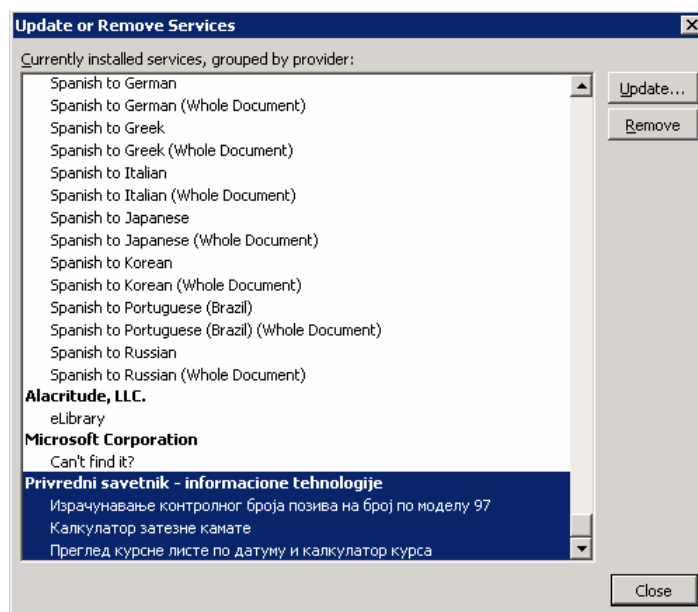 Update or Remove Services
Currently installed services, grouped by provider:
Spanish to German
Spanish to German (Whole Document)
Spanish to Greek
Spanish to Greek (Whole Document)
Spanish to Italian
Spanish to Italian (Whole Document)
Spanish to Japanese
Spanish to Japanese (Whole Document)
Spanish to Korean
Spanish to Korean (Whole Document)
Spanish to Portuguese (Brazil)
Spanish to Portuguese (Brazil) (Whole Document)
Spanish to Russian
Spanish to Russian (Whole Document)
Alacritude, LLC.
eLibrary
Microsoft Corporation
Can't find it?
Privredni savetnik - informacione tehnologije
Израчунавање контролног броја позива на број по моделу 97
Калкулатор затезне камате
Преглед курсне листе по датуму и калкулатор курса
Update...
Remove
Close